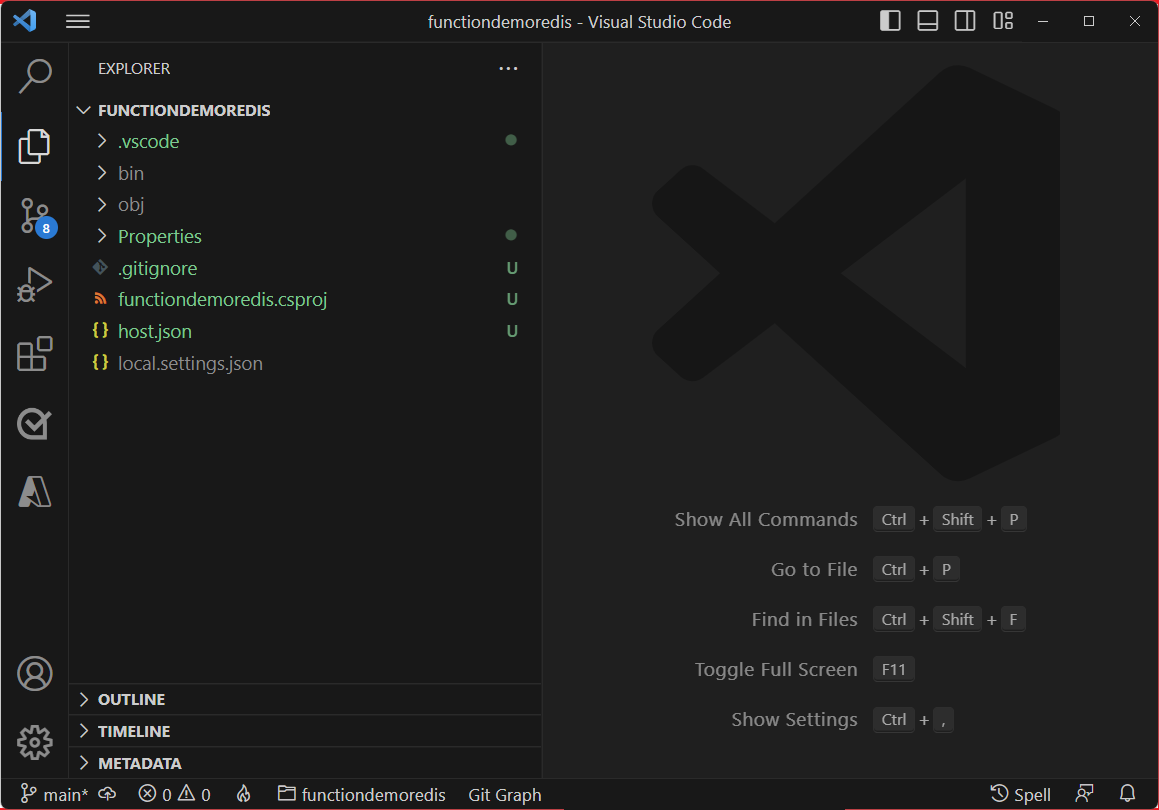 functiondemoredis - Visual Studio Code
EXPLORER
FUNCTIONDEMOREDIS
.vscode
bin
obj
Properties
.gitignore U
functiondemoredis.csproj U
{} host.json U
{} local.settings.json
8
Show All Commands Ctrl + Shift + P
Go to File Ctrl + P
Find in Files Ctrl + Shift + F
Toggle Full Screen F11
Show Settings Ctrl + ,
OUTLINE
TIMELINE
METADATA
main* 0 0 functiondemoredis Git Graph Spell